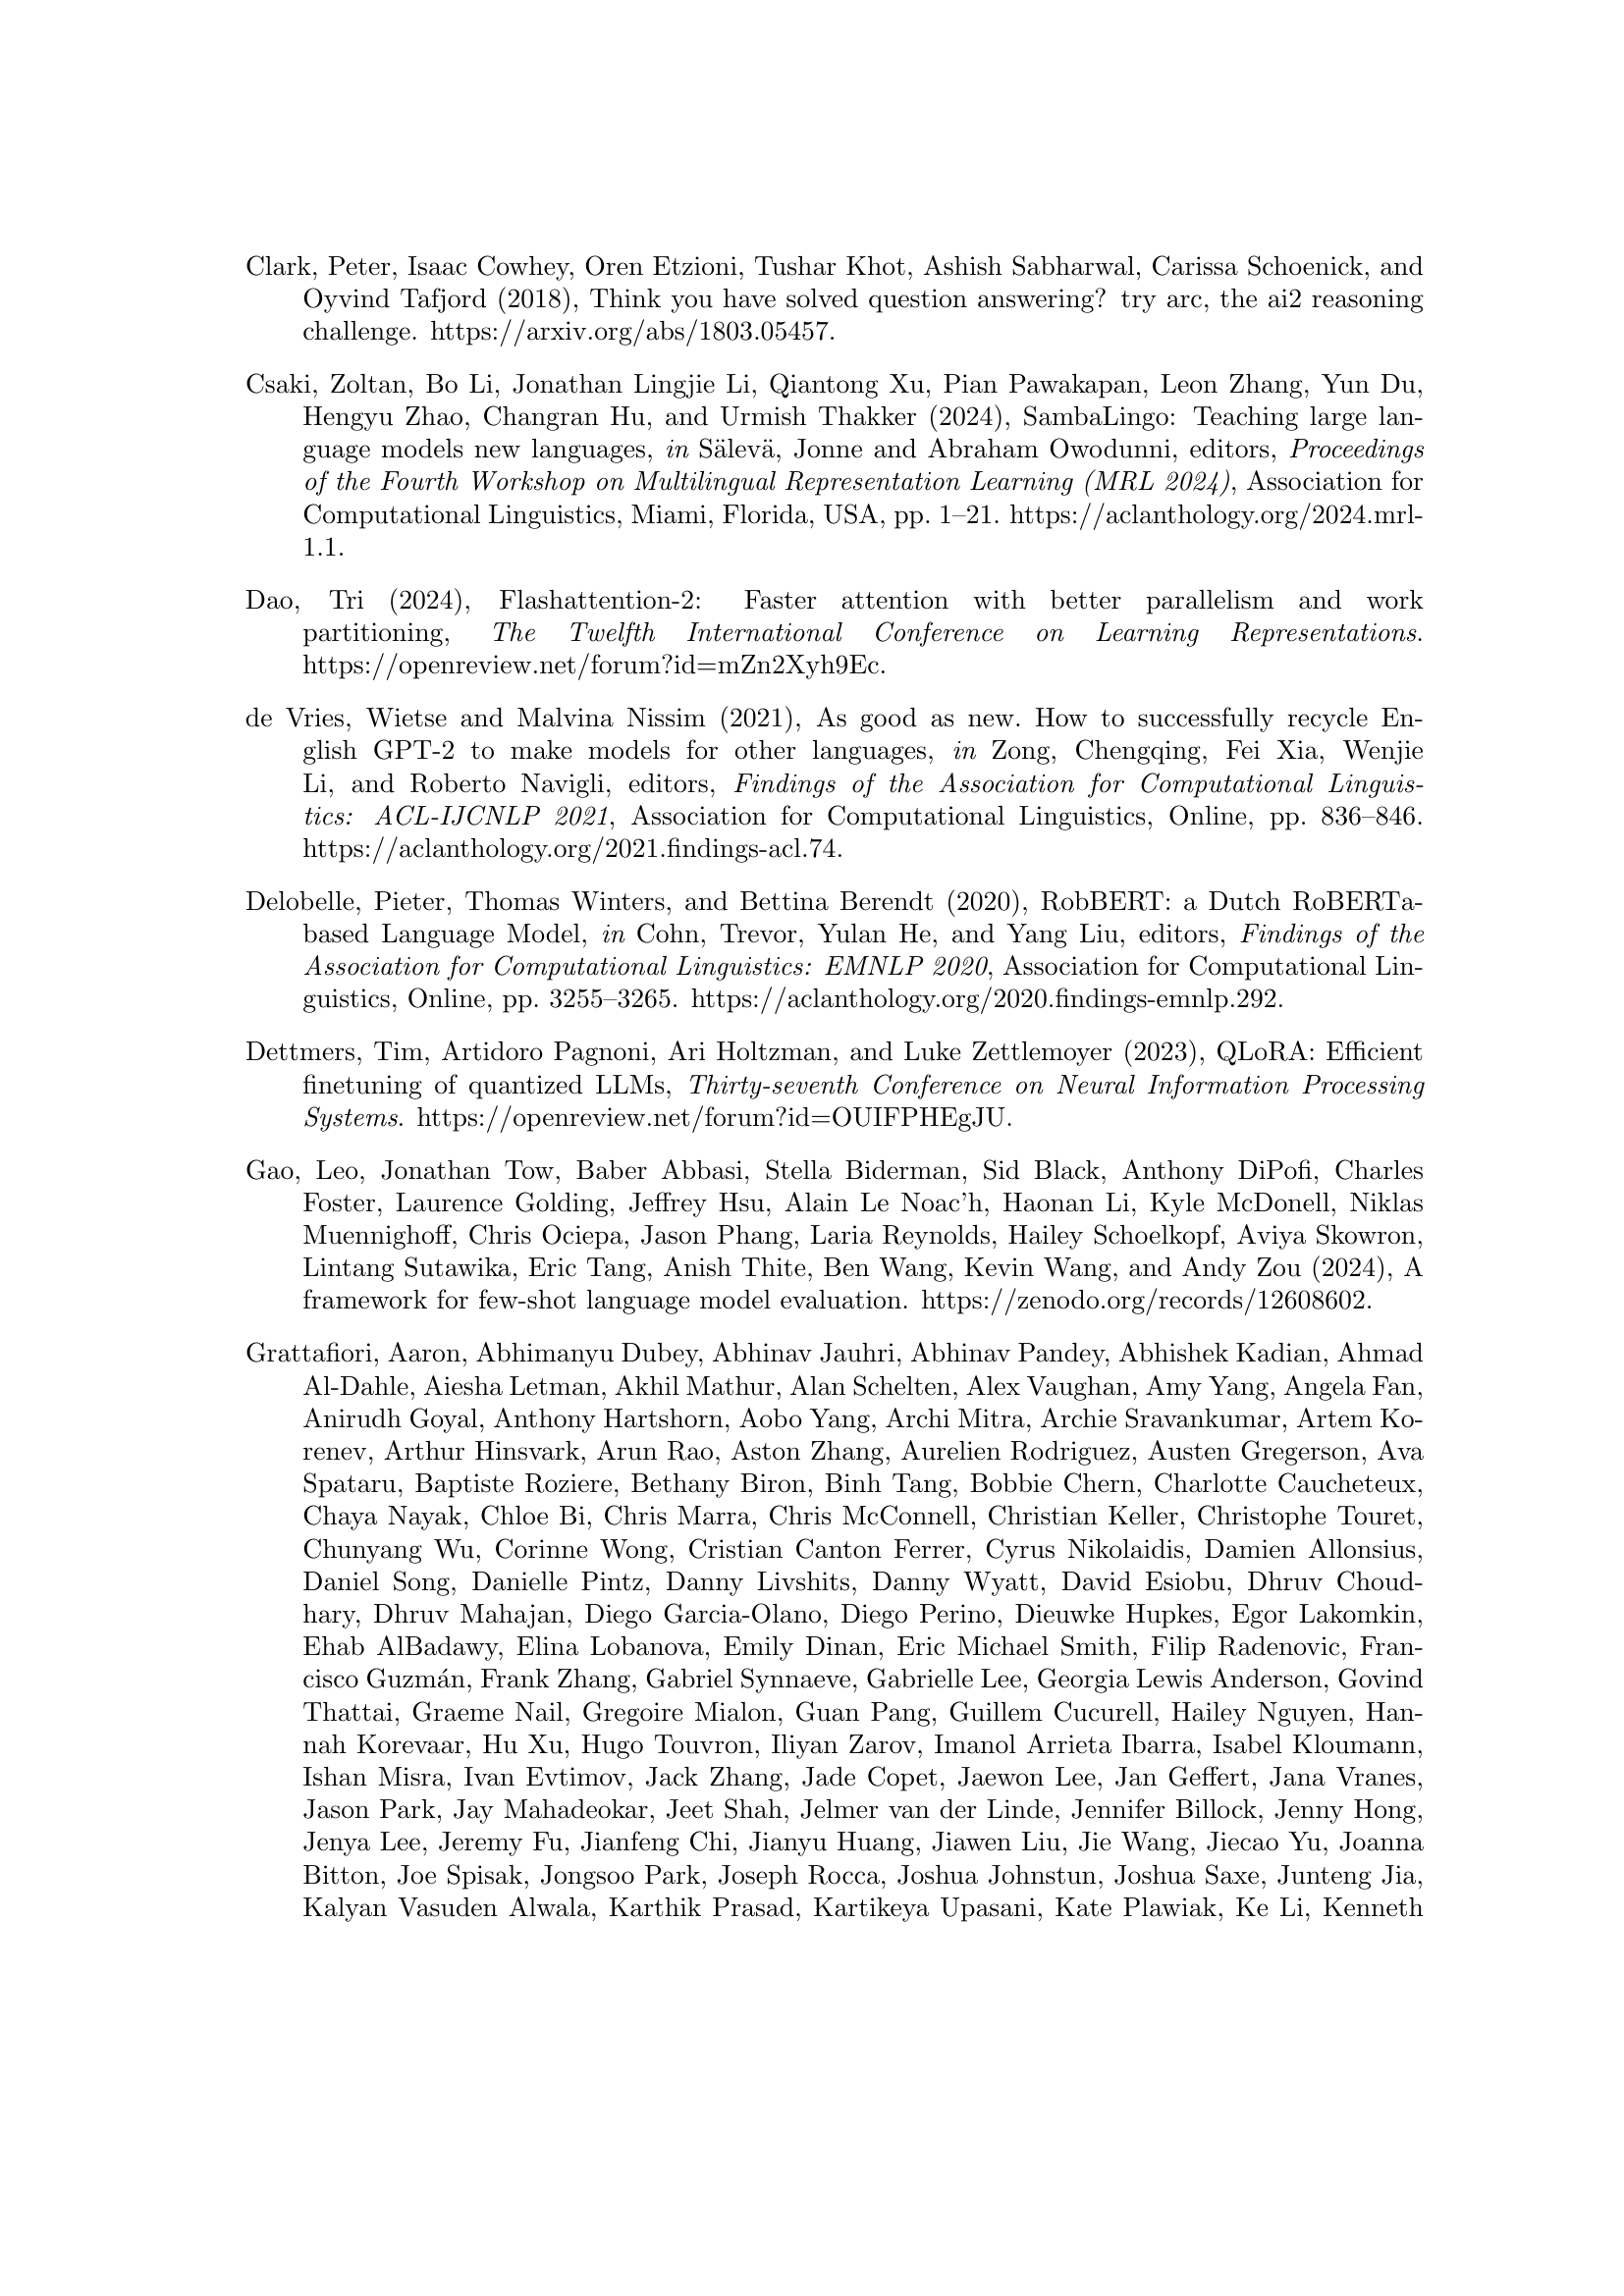 Clark, Peter, Isaac Cowhey, Oren Etzioni, Tushar Khot, Ashish Sabharwal, Carissa Schoenick, and
Oyvind Tafjord (2018), Think you have solved question answering? try arc, the ai2 reasoning
challenge. https://arxiv.org/abs/1803.05457.
Csaki, Zoltan, Bo Li, Jonathan Lingjie Li, Qiantong Xu, Pian Pawakapan, Leon Zhang, Yun Du,
Hengyu Zhao, Changran Hu, and Urmish Thakker (2024), SambaLingo: Teaching large lan-
guage models new languages, in Sälevä, Jonne and Abraham Owodunni, editors, Proceedings
of the Fourth Workshop on Multilingual Representation Learning (MRL 2024), Association for
Computational Linguistics, Miami, Florida, USA, pp. 1–21. https://aclanthology.org/2024.mrl-
1.1.
Dao, Tri (2024), Flashattention-2: Faster attention with better parallelism and work
partitioning, The Twelfth International Conference on Learning Representations.
https://openreview.net/forum?id=mZn2Xyh9Ec.
de Vries, Wietse and Malvina Nissim (2021), As good as new. How to successfully recycle En-
glish GPT-2 to make models for other languages, in Zong, Chengqing, Fei Xia, Wenjie
Li, and Roberto Navigli, editors, Findings of the Association for Computational Linguis-
tics: ACL-IJCNLP 2021, Association for Computational Linguistics, Online, pp. 836–846.
https://aclanthology.org/2021.findings-acl.74.
Delobelle, Pieter, Thomas Winters, and Bettina Berendt (2020), RobBERT: a Dutch RoBERTa-
based Language Model, in Cohn, Trevor, Yulan He, and Yang Liu, editors, Findings of the
Association for Computational Linguistics: EMNLP 2020, Association for Computational Lin-
guistics, Online, pp. 3255–3265. https://aclanthology.org/2020.findings-emnlp.292.
Dettmers, Tim, Artidoro Pagnoni, Ari Holtzman, and Luke Zettlemoyer (2023), QLoRA: Efficient
finetuning of quantized LLMs, Thirty-seventh Conference on Neural Information Processing
Systems. https://openreview.net/forum?id=OUIFPHEgJU.
Gao, Leo, Jonathan Tow, Baber Abbasi, Stella Biderman, Sid Black, Anthony DiPofi, Charles
Foster, Laurence Golding, Jeffrey Hsu, Alain Le Noac'h, Haonan Li, Kyle McDonell, Niklas
Muennighoff, Chris Ociepa, Jason Phang, Laria Reynolds, Hailey Schoelkopf, Aviya Skowron,
Lintang Sutawika, Eric Tang, Anish Thite, Ben Wang, Kevin Wang, and Andy Zou (2024), A
framework for few-shot language model evaluation. https://zenodo.org/records/12608602.
Grattafiori, Aaron, Abhimanyu Dubey, Abhinav Jauhri, Abhinav Pandey, Abhishek Kadian, Ahmad
Al-Dahle, Aiesha Letman, Akhil Mathur, Alan Schelten, Alex Vaughan, Amy Yang, Angela Fan,
Anirudh Goyal, Anthony Hartshorn, Aobo Yang, Archi Mitra, Archie Sravankumar, Artem Ko-
renev, Arthur Hinsvark, Arun Rao, Aston Zhang, Aurelien Rodriguez, Austen Gregerson, Ava
Spataru, Baptiste Roziere, Bethany Biron, Binh Tang, Bobbie Chern, Charlotte Caucheteux,
Chaya Nayak, Chloe Bi, Chris Marra, Chris McConnell, Christian Keller, Christophe Touret,
Chunyang Wu, Corinne Wong, Cristian Canton Ferrer, Cyrus Nikolaidis, Damien Allonsius,
Daniel Song, Danielle Pintz, Danny Livshits, Danny Wyatt, David Esiobu, Dhruv Choud-
hary, Dhruv Mahajan, Diego Garcia-Olano, Diego Perino, Dieuwke Hupkes, Egor Lakomkin,
Ehab AlBadawy, Elina Lobanova, Emily Dinan, Eric Michael Smith, Filip Radenovic, Fran-
cisco Guzmán, Frank Zhang, Gabriel Synnaeve, Gabrielle Lee, Georgia Lewis Anderson, Govind
Thattai, Graeme Nail, Gregoire Mialon, Guan Pang, Guillem Cucurell, Hailey Nguyen, Han-
nah Korevaar, Hu Xu, Hugo Touvron, Iliyan Zarov, Imanol Arrieta Ibarra, Isabel Kloumann,
Ishan Misra, Ivan Evtimov, Jack Zhang, Jade Copet, Jaewon Lee, Jan Geffert, Jana Vranes,
Jason Park, Jay Mahadeokar, Jeet Shah, Jelmer van der Linde, Jennifer Billock, Jenny Hong,
Jenya Lee, Jeremy Fu, Jianfeng Chi, Jianyu Huang, Jiawen Liu, Jie Wang, Jiecao Yu, Joanna
Bitton, Joe Spisak, Jongsoo Park, Joseph Rocca, Joshua Johnstun, Joshua Saxe, Junteng Jia,
Kalyan Vasuden Alwala, Karthik Prasad, Kartikeya Upasani, Kate Plawiak, Ke Li, Kenneth